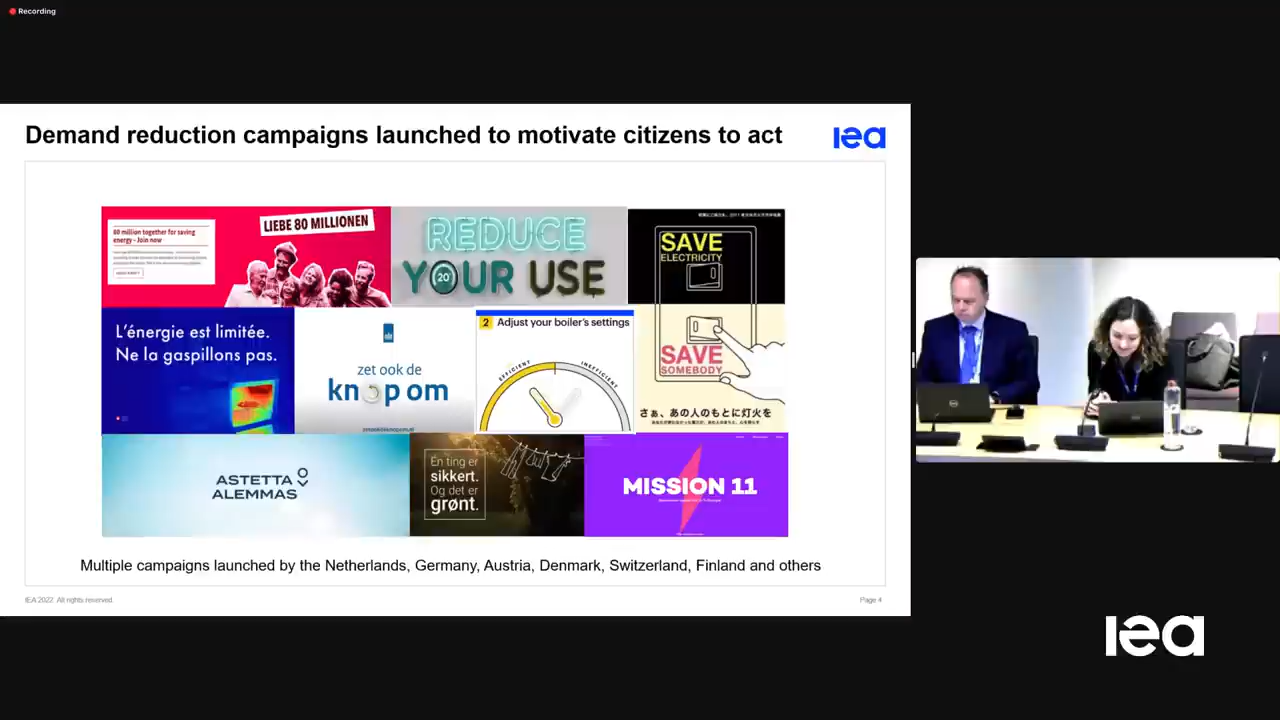 Recording
Demand reduction campaigns launched to motivate citizens to act
iea
80 million together for saving
energy - Join now
LIEBE 80 MILLIONEN
REDUCE
YOUR USE
20°
SAVE
ELECTRICITY
SAVE
SOMEBODY
さぁ、あの人のもとに灯火を
L'énergie est limitée.
Ne la gaspillons pas.
zet ook de
knop om
2 Adjust your boiler's settings
EFFICIENT
INEFFICIENT
ASTETTA
ALEMMAS
Én ting er
sikkert.
Og det er
grønt.
MISSION 11
Multiple campaigns launched by the Netherlands, Germany, Austria, Denmark, Switzerland, Finland and others
IEA 2022. All rights reserved.
Page 4
iea